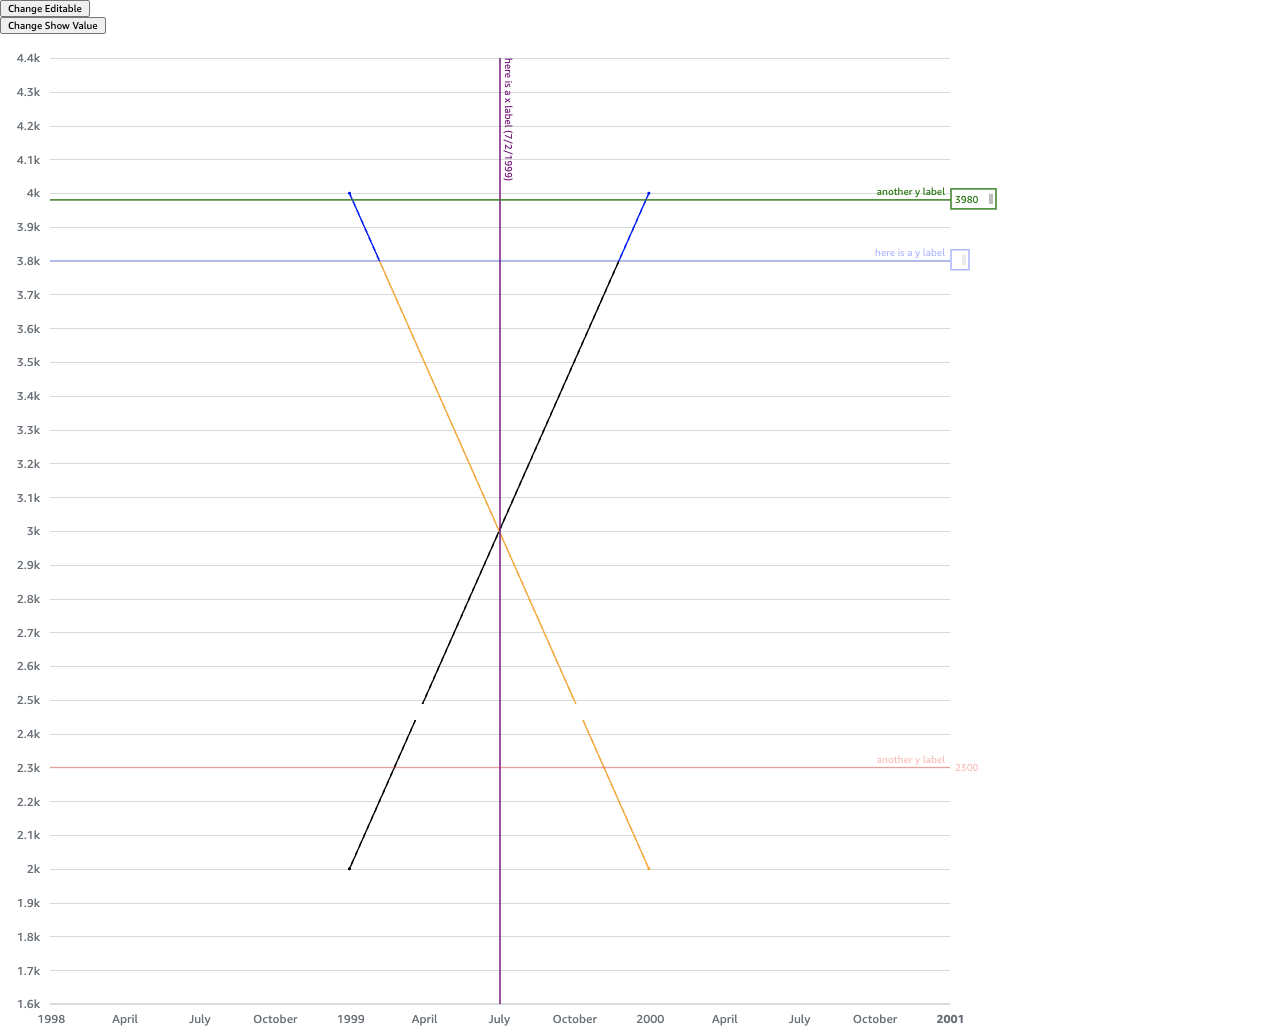 Change Editable
Change Show Value
4.4k
4.3k
4.2k
4.1k
4k
3.9k
3.8k
3.7k
3.6k
3.5k
3.4k
3.3k
3.2k
3.1k
3k
2.9k
2.8k
2.7k
2.6k
2.5k
2.4k
2.3k
2.2k
2.1k
2k
1.9k
1.8k
1.7k
1.6k
here is a x label (7/2/1999)
another y label
3980
here is a y label
another y label
2300
1998 April July October 1999 April July October 2000 April July October 2001